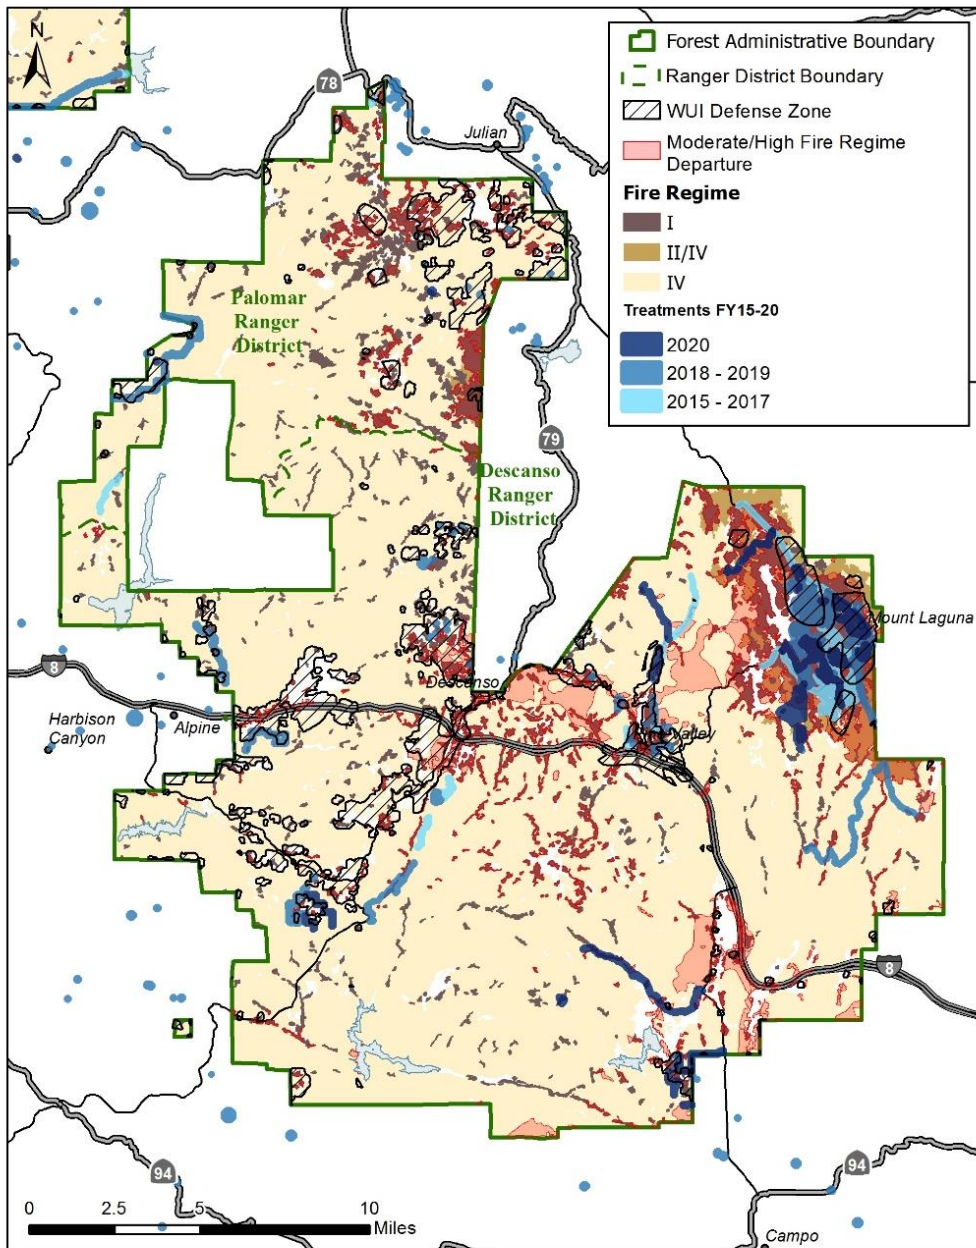 N
78
Julian
Forest Administrative Boundary
Ranger District Boundary
WUI Defense Zone
Moderate/High Fire Regime
Departure
Fire Regime
I
II/IV
IV
Treatments FY15-20
2020
2018 - 2019
2015 - 2017
Palomar
Ranger
District
79
Descanso
Ranger
District
Mount Laguna
8
Descanso
Harbison
Canyon
Alpine
Valley
8
94
94
0
2.5
5
10
Miles
Campo